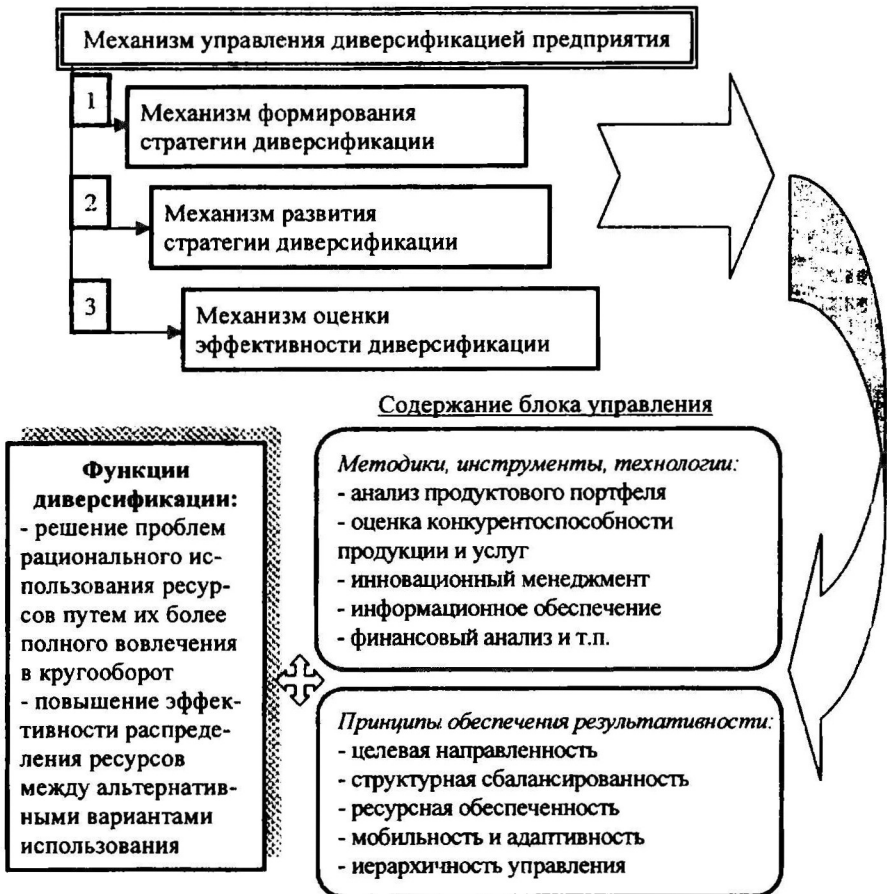 Механизм управления диверсификацией предприятия
1
Механизм формирования
стратегии диверсификации
2
Механизм развития
стратегии диверсификации
3
Механизм оценки
эффективности диверсификации
Содержание блока управления
Функции
диверсификации:
- решение проблем
рационального ис-
пользования ресур-
сов путем их более
полного вовлечения
в кругооборот
- повышение эффек-
тивности распреде-
ления ресурсов
между альтернатив-
ными вариантами
использования
Методики, инструменты, технологии:
- анализ продуктового портфеля
- оценка конкурентоспособности
продукции и услуг
- инновационный менеджмент
- информационное обеспечение
- финансовый анализ и т.п.
Принципы обеспечения результативности:
- целевая направленность
- структурная сбалансированность
- ресурсная обеспеченность
- мобильность и адаптивность
- иерархичность управления